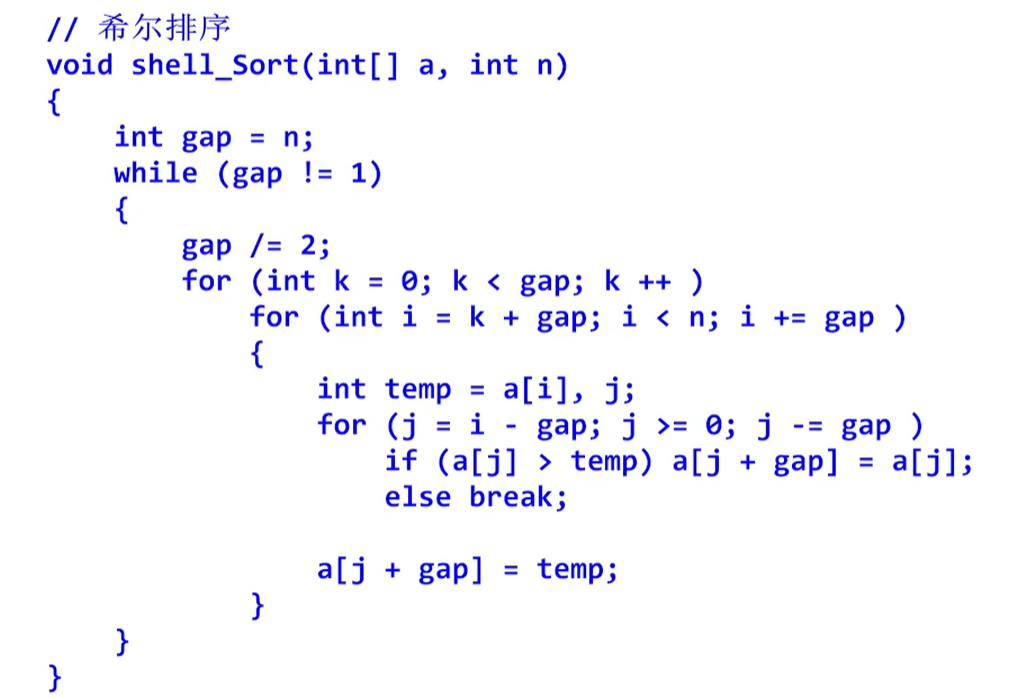 // 希尔排序
void shell_Sort(int[] a, int n)
{
    int gap = n;
    while (gap != 1)
    {
        gap /= 2;
        for (int k = 0; k < gap; k ++ )
            for (int i = k + gap; i < n; i += gap )
            {
                int temp = a[i], j;
                for (j = i - gap; j >= 0; j -= gap )
                    if (a[j] > temp) a[j + gap] = a[j];
                    else break;

                a[j + gap] = temp;
            }
    }
}